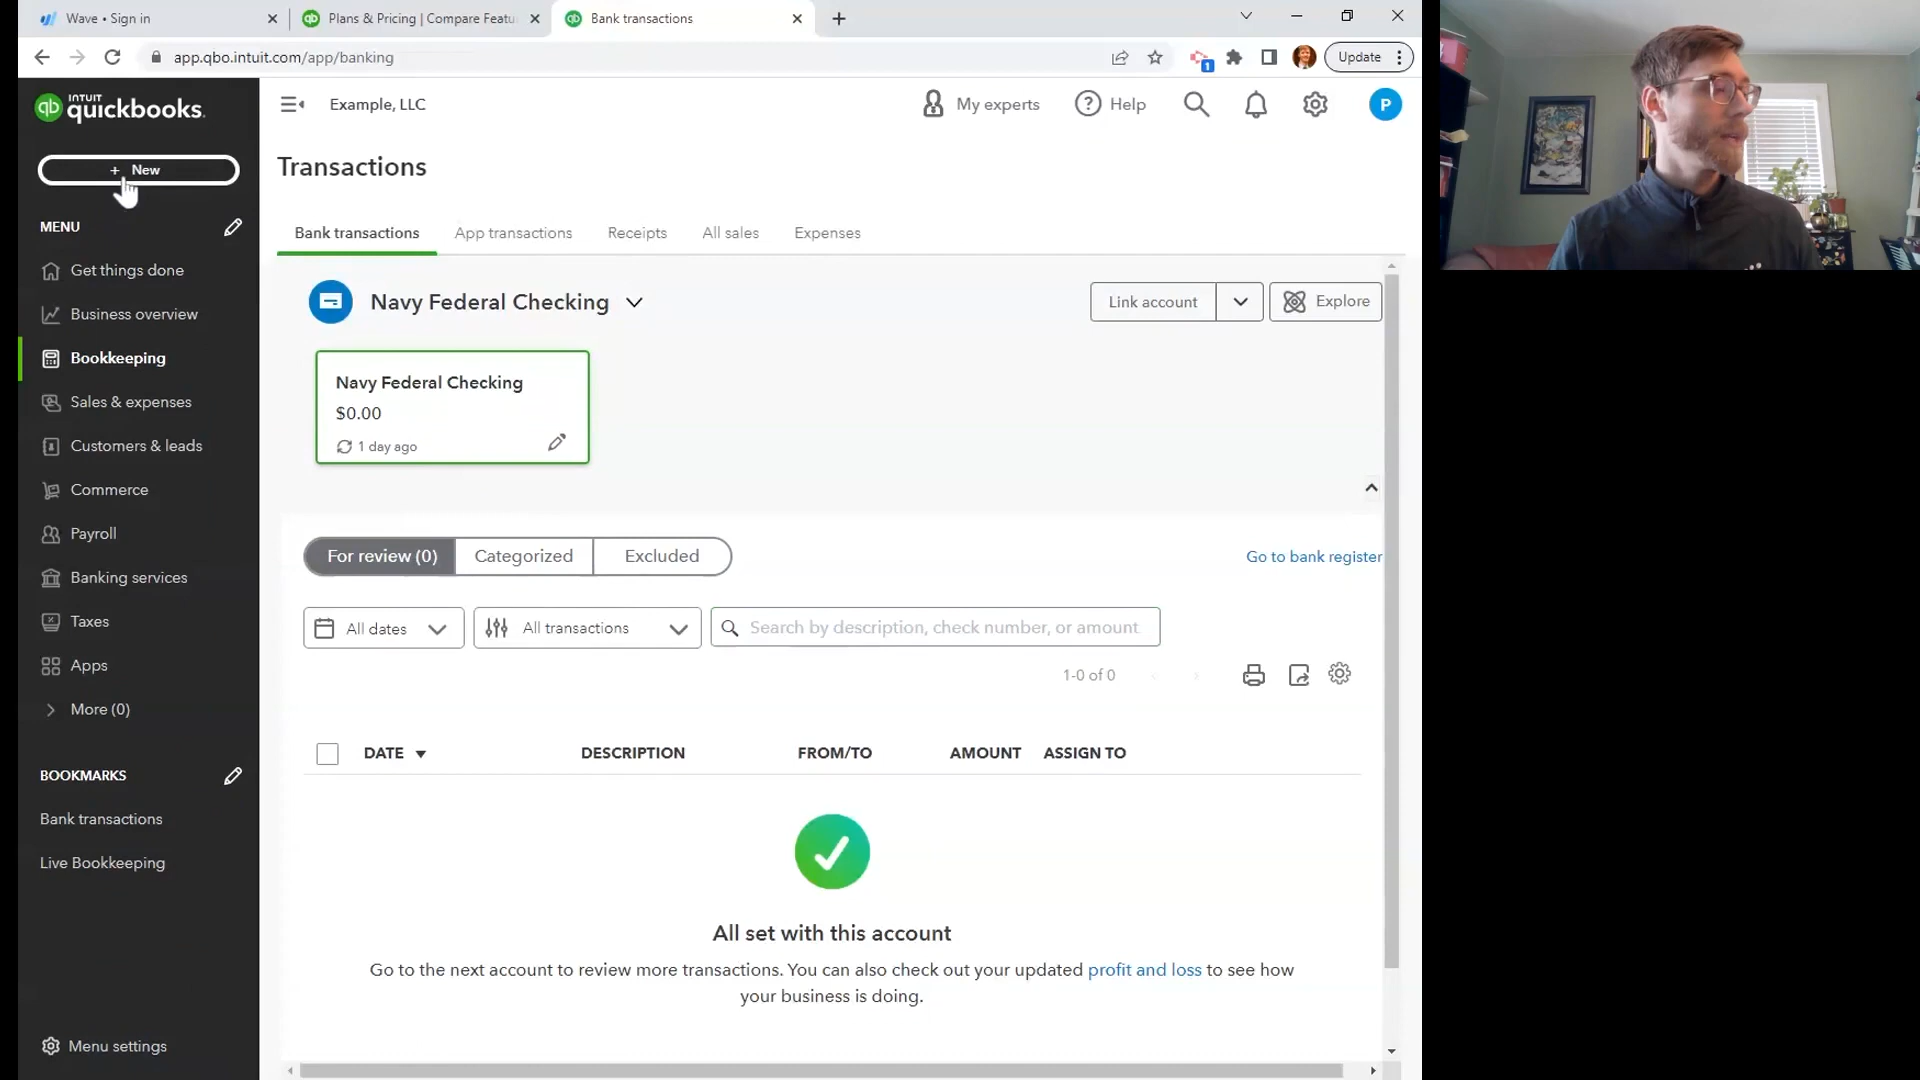 Wave • Sign in
Plans & Pricing | Compare Featu
Bank transactions
app.qbo.intuit.com/app/banking
1
Update
INTUIT
qb quickbooks.
Example, LLC
My experts
Help
P
+ New
Transactions
MENU
Bank transactions
App transactions
Receipts
All sales
Expenses
Get things done
Business overview
Bookkeeping
Sales & expenses
Customers & leads
Commerce
Payroll
Banking services
Taxes
Apps
More (0)
BOOKMARKS
Bank transactions
Live Bookkeeping
Menu settings
Navy Federal Checking
Link account
Explore
Navy Federal Checking
$0.00
1 day ago
For review (0)
Categorized
Excluded
Go to bank register
All dates
All transactions
Search by description, check number, or amount
1-0 of 0
DATE
DESCRIPTION
FROM/TO
AMOUNT
ASSIGN TO
All set with this account
Go to the next account to review more transactions. You can also check out your updated profit and loss to see how
your business is doing.